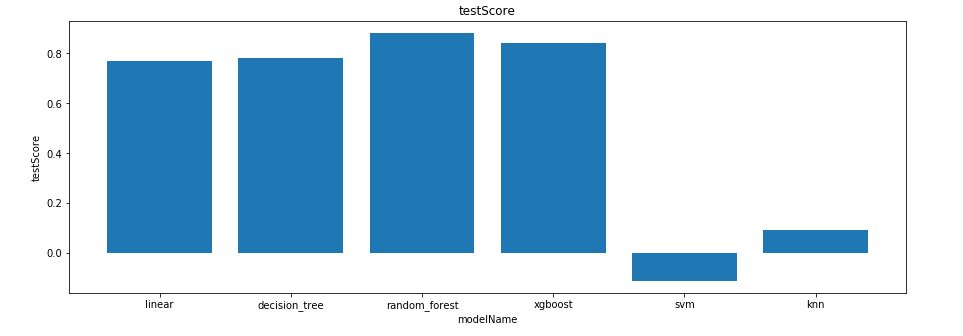 testScore
testScore
0.8
0.6
0.4
0.2
0.0
linear decision_tree random_forest xgboost svm knn
modelName